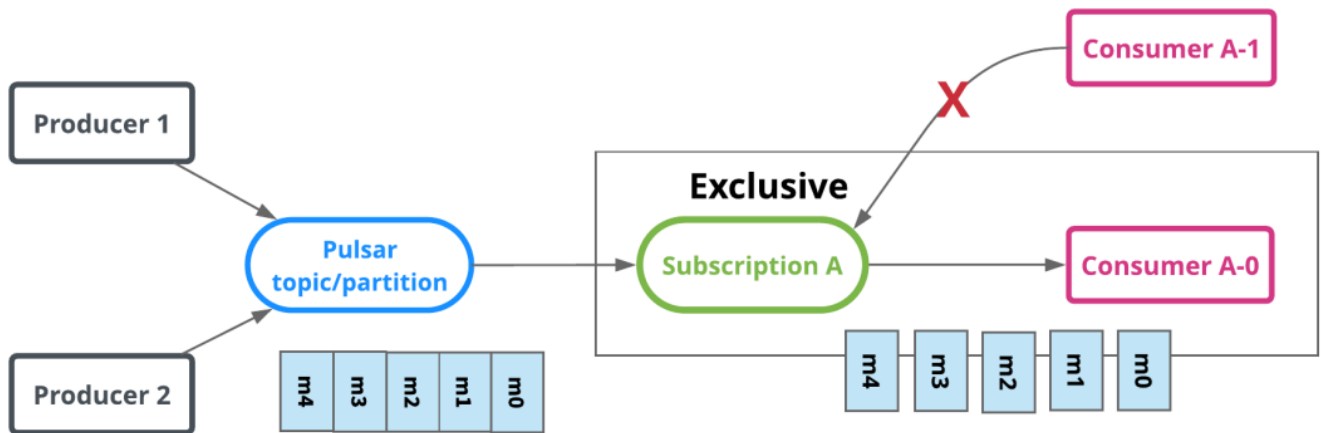 Consumer A-1
X
Producer 1
Exclusive
Pulsar
topic/partition
Subscription A
Consumer A-0
Producer 2
m4 m3 m2 m1 m0
m4 m3 m2 m1 m0